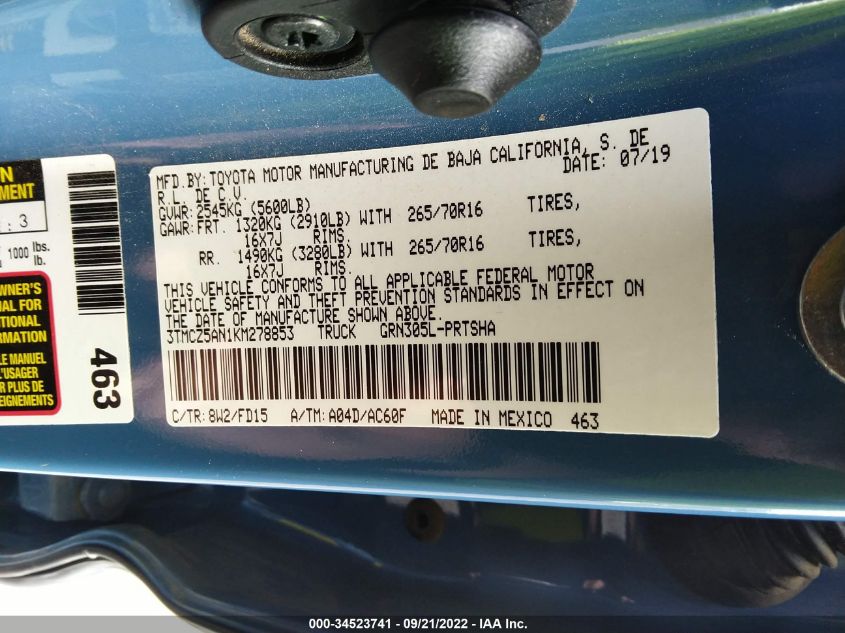 N
EMENT
: 3
1000 lbs.
lb.
OWNER'S
UAL FOR
TIONAL
RMATION
LE MANUEL
L'USAGER
R PLUS DE
EIGNEMENTS
463
MFD.BY:TOYOTA MOTOR MANUFACTURING DE BAJA CALIFORNIA, S. DE
R.L. DE C.V. DATE: 07/19
GVWR:2545KG (5600LB)
GAWR:FRT. 1320KG (2910LB) WITH 265/70R16 TIRES,
16X7J RIMS.
RR. 1490KG (3280LB) WITH 265/70R16 TIRES,
16X7J RIMS.
THIS VEHICLE CONFORMS TO ALL APPLICABLE FEDERAL MOTOR
VEHICLE SAFETY AND THEFT PREVENTION STANDARDS IN EFFECT ON
THE DATE OF MANUFACTURE SHOWN ABOVE.
3TMCZ5AN1KM278853 TRUCK GRN305L-PRTSHA
C/TR: 8W2/FD15 A/TM: A04D/AC60F MADE IN MEXICO 463
000-34523741 - 09/21/2022 - IAA Inc.